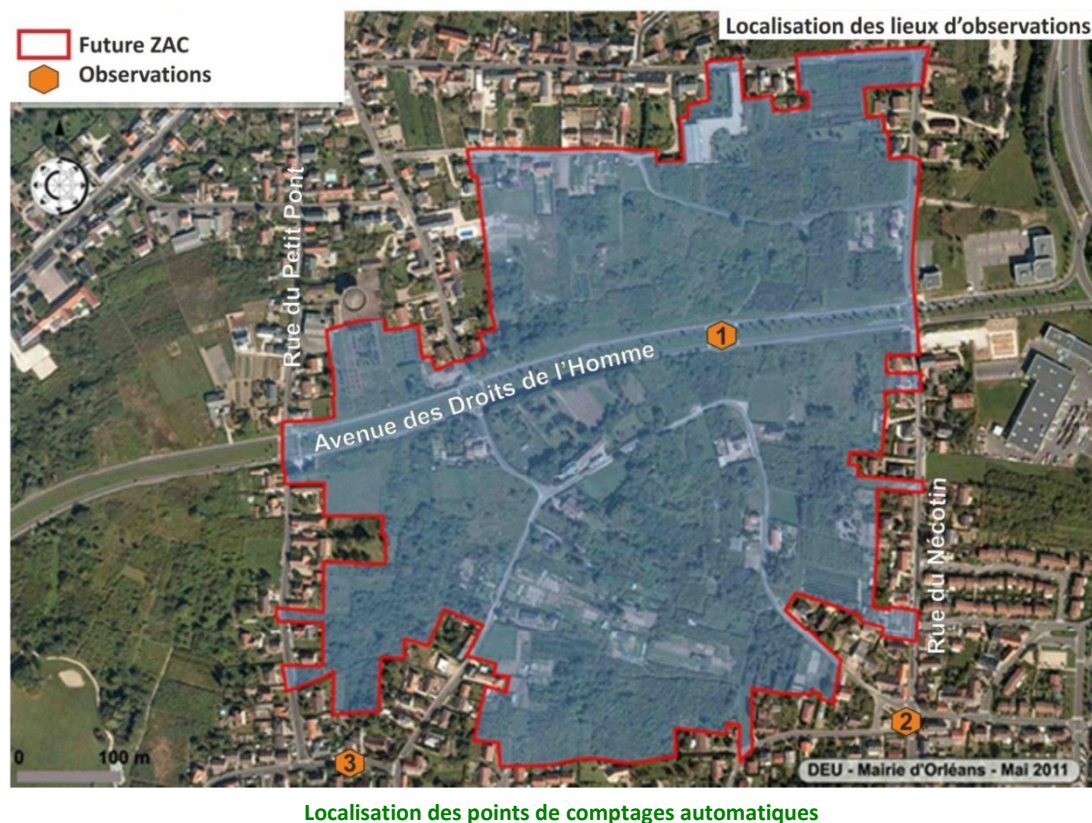 Localisation des lieux d'observations
Future ZAC
Observations
Rue du Petit Pont
1
Avenue des Droits de l'Homme
Rue du Nécotin
2
3
0 100 m
DEU - Mairie d'Orléans - Mai 2011
Localisation des points de comptages automatiques